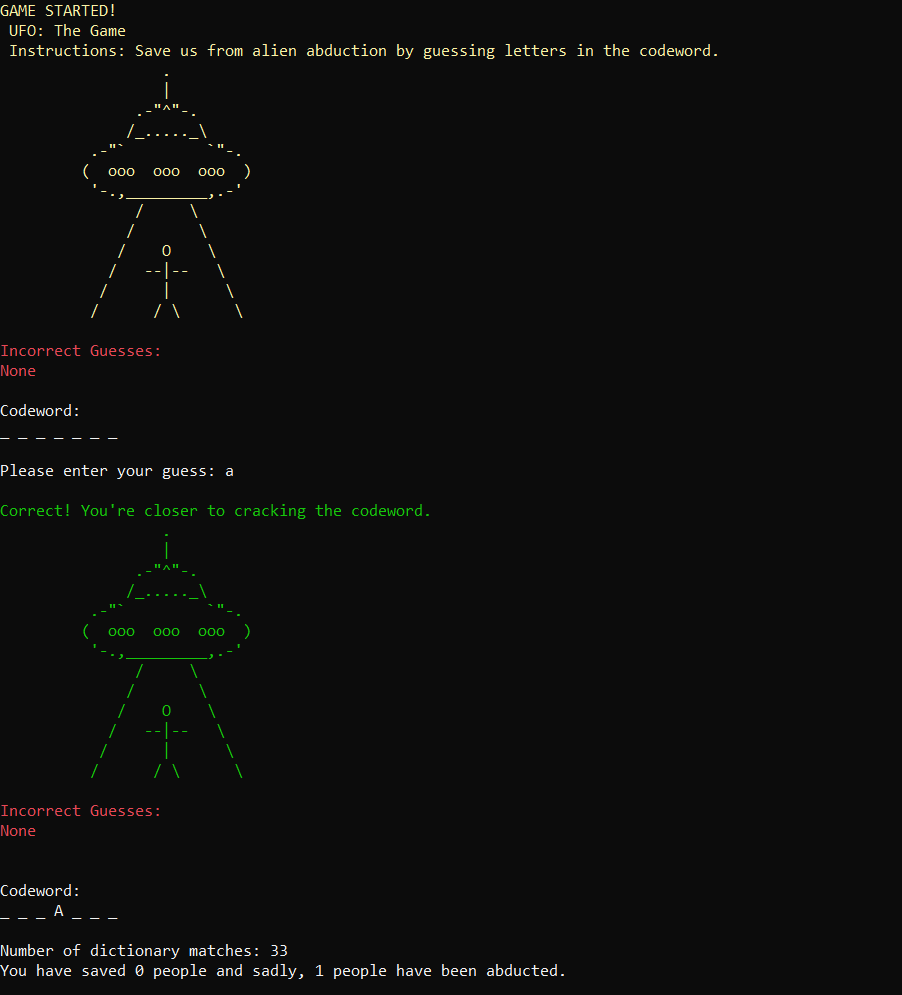 GAME STARTED!
UFO: The Game
Instructions: Save us from alien abduction by guessing letters in the codeword.
                  .
                  |
               .-"^"-.
              /_....._\
          .-"`         `"-.
         (  ooo  ooo  ooo  )
          '-.,_________,.-'
               /     \
              /       \
             /    O    \
            /   --|--   \
           /      |      \
          /      / \      \
Incorrect Guesses:
None
Codeword:
_ _ _ _ _ _ _
Please enter your guess: a
Correct! You're closer to cracking the codeword.
                  .
                  |
               .-"^"-.
              /_....._\
          .-"`         `"-.
         (  ooo  ooo  ooo  )
          '-.,_________,.-'
               /     \
              /       \
             /    O    \
            /   --|--   \
           /      |      \
          /      / \      \
Incorrect Guesses:
None
Codeword:
_ _ _ A _ _ _
Number of dictionary matches: 33
You have saved 0 people and sadly, 1 people have been abducted.